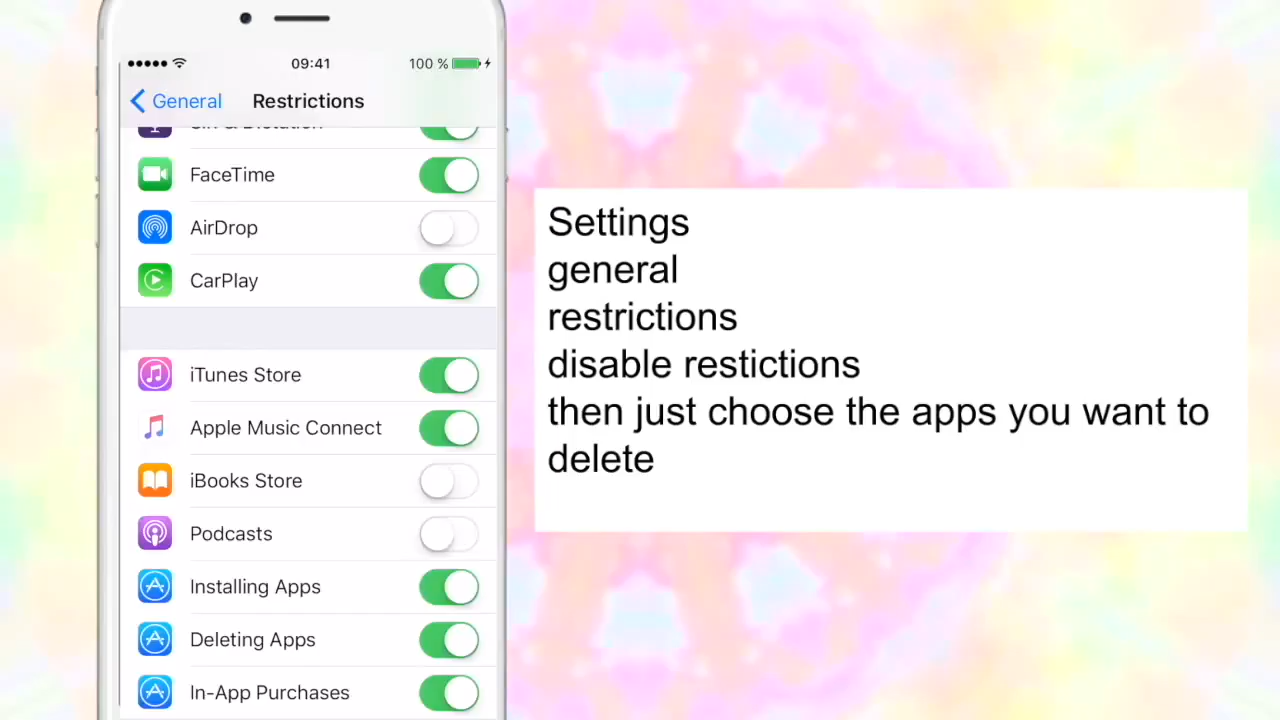 09:41
100 %
General
Restrictions
FaceTime
AirDrop
CarPlay
iTunes Store
Apple Music Connect
iBooks Store
Podcasts
Installing Apps
Deleting Apps
In-App Purchases
Settings
general
restrictions
disable restictions
then just choose the apps you want to
delete